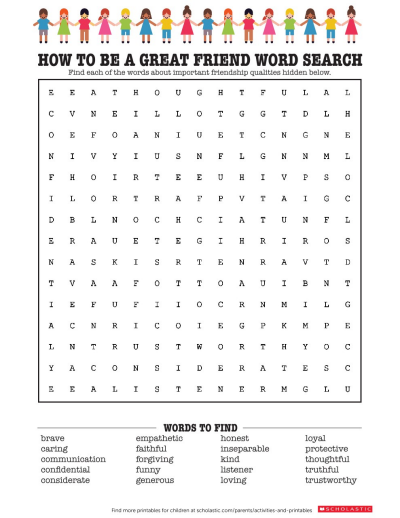 HOW TO BE A GREAT FRIEND WORD SEARCH
Find each of the words about important friendship qualities hidden below.
E E A T H O U G H T F U L A L
C V N E I L L O T G G T D L H
O E F O A N I U E T C N G N E
N I V Y I U S N F L G N N M L
F H O I R T E E U H I V P S O
I L O R T R A F P V T A I G C
D B L N O C H C I A T U N F L
E R A U E T E G I H R I R O S
N A S K I S R T E N R A V T D
T V A A F O T T O A U I B N T
I E F U F I I O C R N M I L G
A C N R I C O I E G P K M P E
L N T R U S T W O R T H Y O C
Y A C O N S I D E R A T E S C
E E A L I S T E N E R M G L U
WORDS TO FIND
brave empathetic honest loyal
caring faithful inseparable protective
communication forgiving kind thoughtful
confidential funny listener truthful
considerate generous loving trustworthy
Find more printables for children at scholastic.com/parents/activities-and-printables SCHOLASTIC